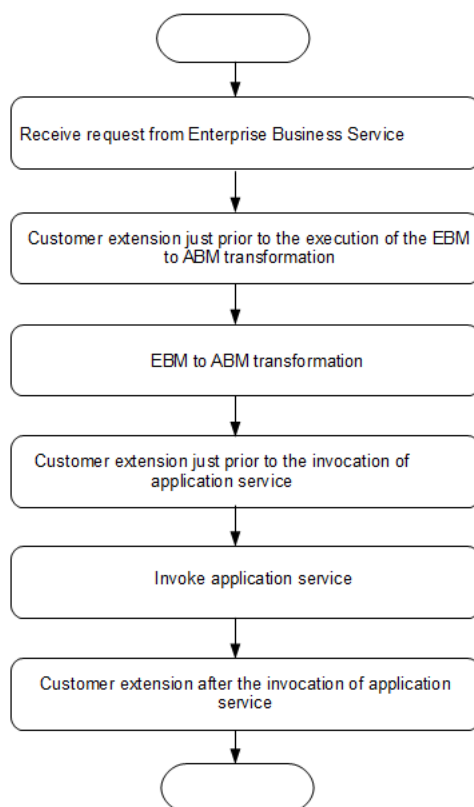 Receive request from Enterprise Business Service
Customer extension just prior to the execution of the EBM
to ABM transformation
EBM to ABM transformation
Customer extension just prior to the invocation of
application service
Invoke application service
Customer extension after the invocation of application
service